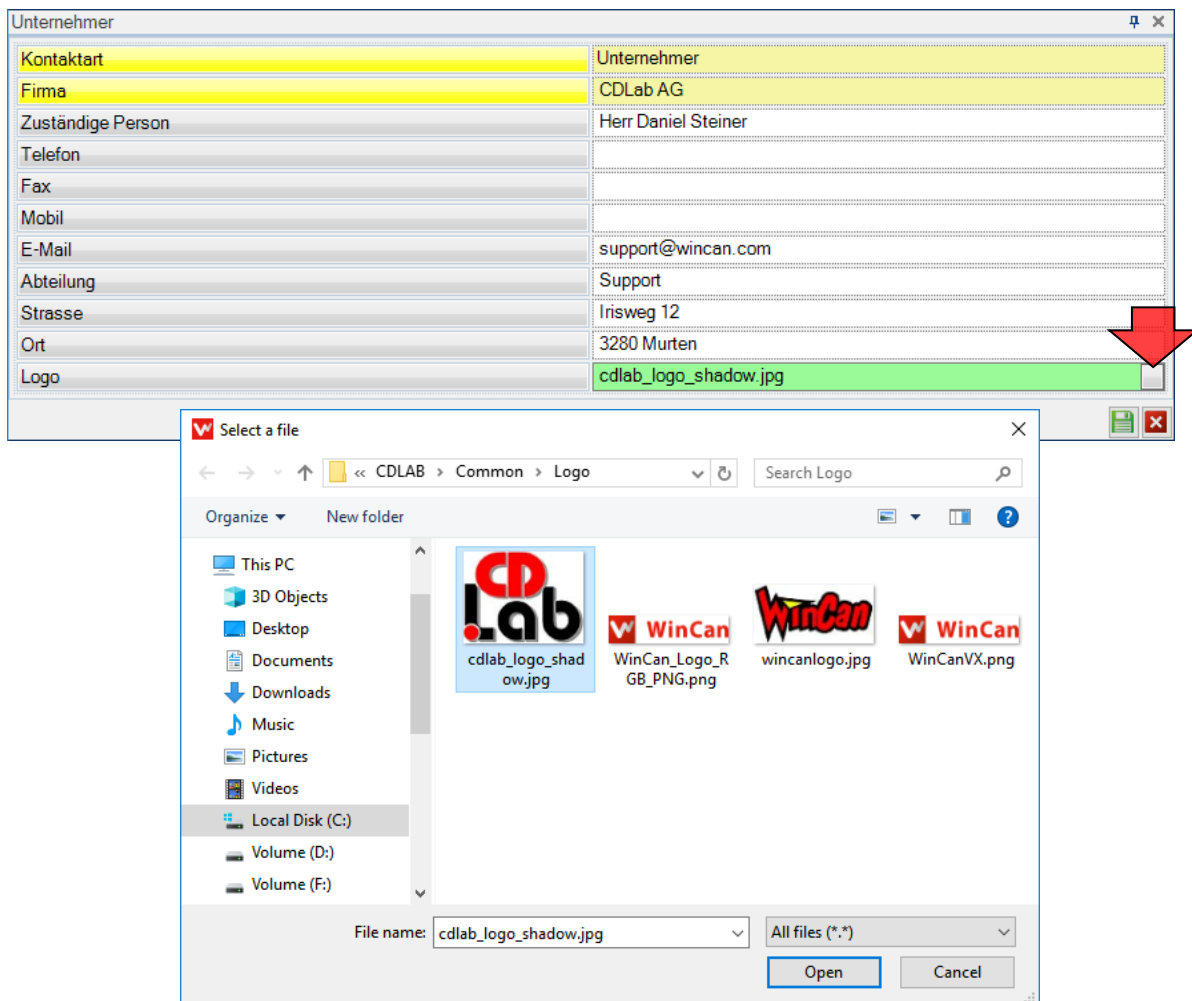 Unternehmer
Kontaktart Unternehmer
Firma CDLab AG
Zuständige Person Herr Daniel Steiner
Telefon
Fax
Mobil
E-Mail support@wincan.com
Abteilung Support
Strasse Irisweg 12
Ort 3280 Murten
Logo cdlab_logo_shadow.jpg
Select a file
« CDLAB > Common > Logo Search Logo
Organize New folder
This PC
3D Objects
Desktop
Documents
Downloads
Music
Pictures
Videos
Local Disk (C:)
Volume (D:)
Volume (F:)
CD
Lab
cdlab_logo_shad
ow.jpg
WinCan
WinCan_Logo_R
GB_PNG.png
WinCan
wincanlogo.jpg
WinCan
WinCanVX.png
File name: cdlab_logo_shadow.jpg All files (*.*)
Open Cancel